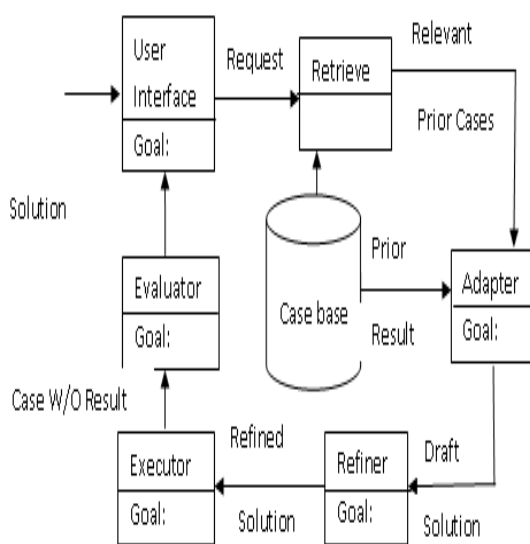 User
Interface
Goal:
Request
Retrieve
Relevant
Prior Cases
Solution
Evaluator
Goal:
Case base
Prior
Result
Adapter
Goal:
Case W/O Result
Executor
Goal:
Refined
Solution
Refiner
Goal:
Draft
Solution